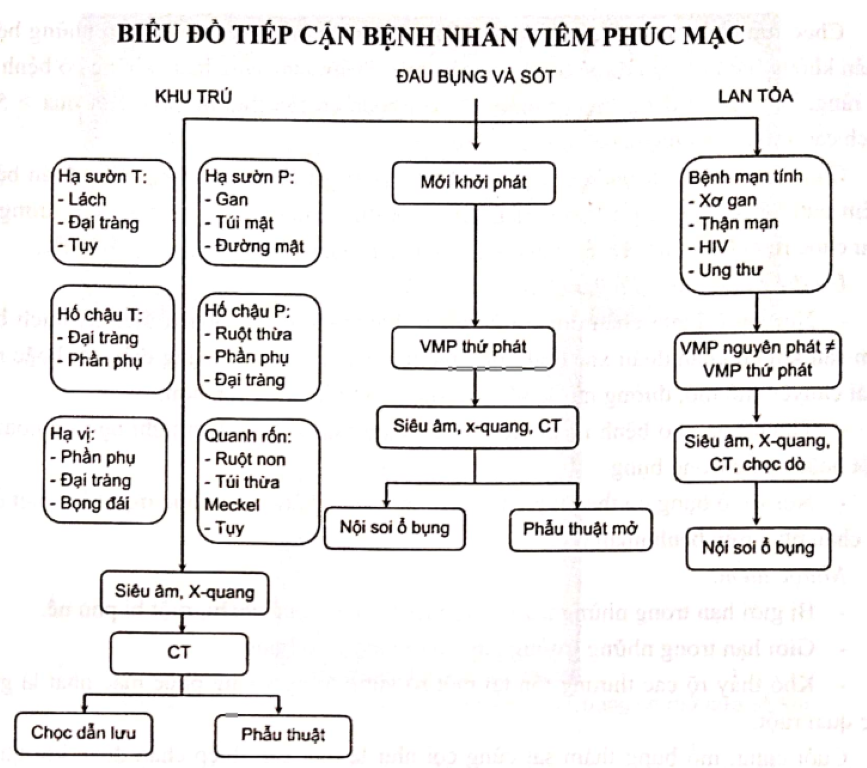 BIỂU ĐỒ TIẾP CẬN BỆNH NHÂN VIÊM PHÚC MẠC
ĐAU BỤNG VÀ SỐT
KHU TRÚ
LAN TỎA
Hạ sườn T:
- Lách
- Đại tràng
- Tụy
Hạ sườn P:
- Gan
- Túi mật
- Đường mật
Hố chậu T:
- Đại tràng
- Phần phụ
Hố chậu P:
- Ruột thừa
- Phần phụ
- Đại tràng
Hạ vị:
- Phần phụ
- Đại tràng
- Bọng đái
Quanh rốn:
- Ruột non
- Túi thừa
Meckel
- Tụy
Siêu âm, X-quang
CT
Chọc dẫn lưu
Phẫu thuật
Mới khởi phát
VMP thứ phát
Siêu âm, x-quang, CT
Nội soi ổ bụng
Phẫu thuật mở
Bệnh mạn tính
- Xơ gan
- Thận mạn
- HIV
- Ung thư
VMP nguyên phát ≠
VMP thứ phát
Siêu âm, X-quang,
CT, chọc dò
Nội soi ổ bụng